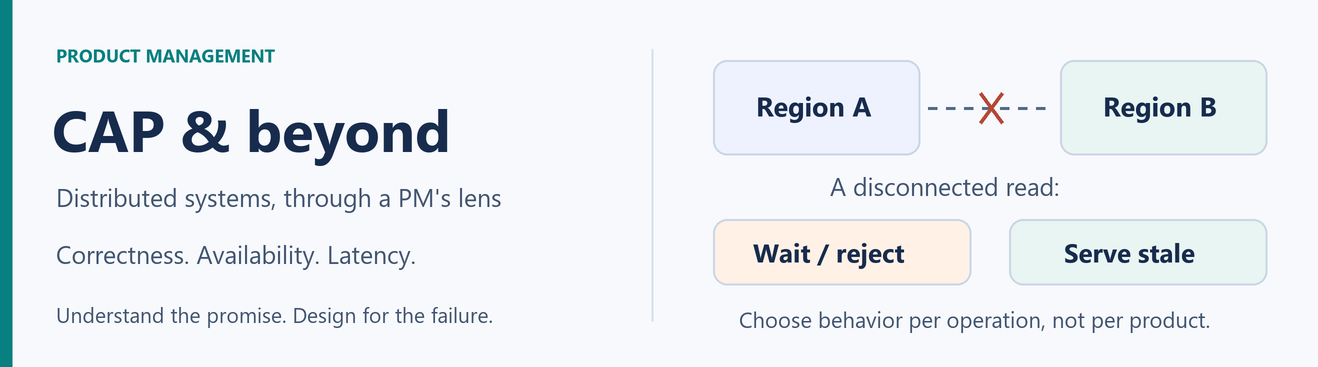 PRODUCT MANAGEMENT
CAP & beyond
Distributed systems, through a PM's lens
Correctness. Availability. Latency.
Understand the promise. Design for the failure.
Region A
Region B
A disconnected read:
Wait / reject
Serve stale
Choose behavior per operation, not per product.